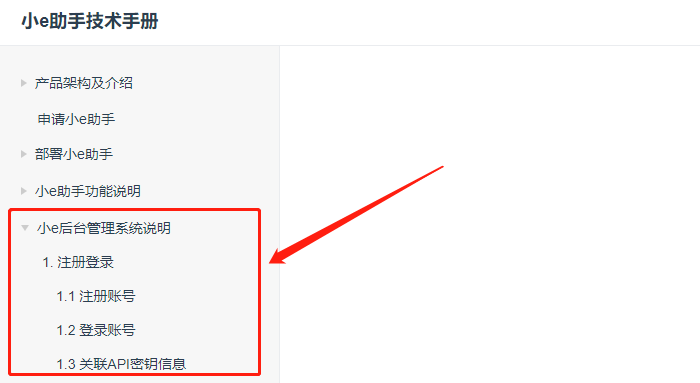 小e助手技术手册
产品架构及介绍
申请小e助手
部署小e助手
小e助手功能说明
小e后台管理系统说明
1. 注册登录
1.1 注册账号
1.2 登录账号
1.3 关联API密钥信息